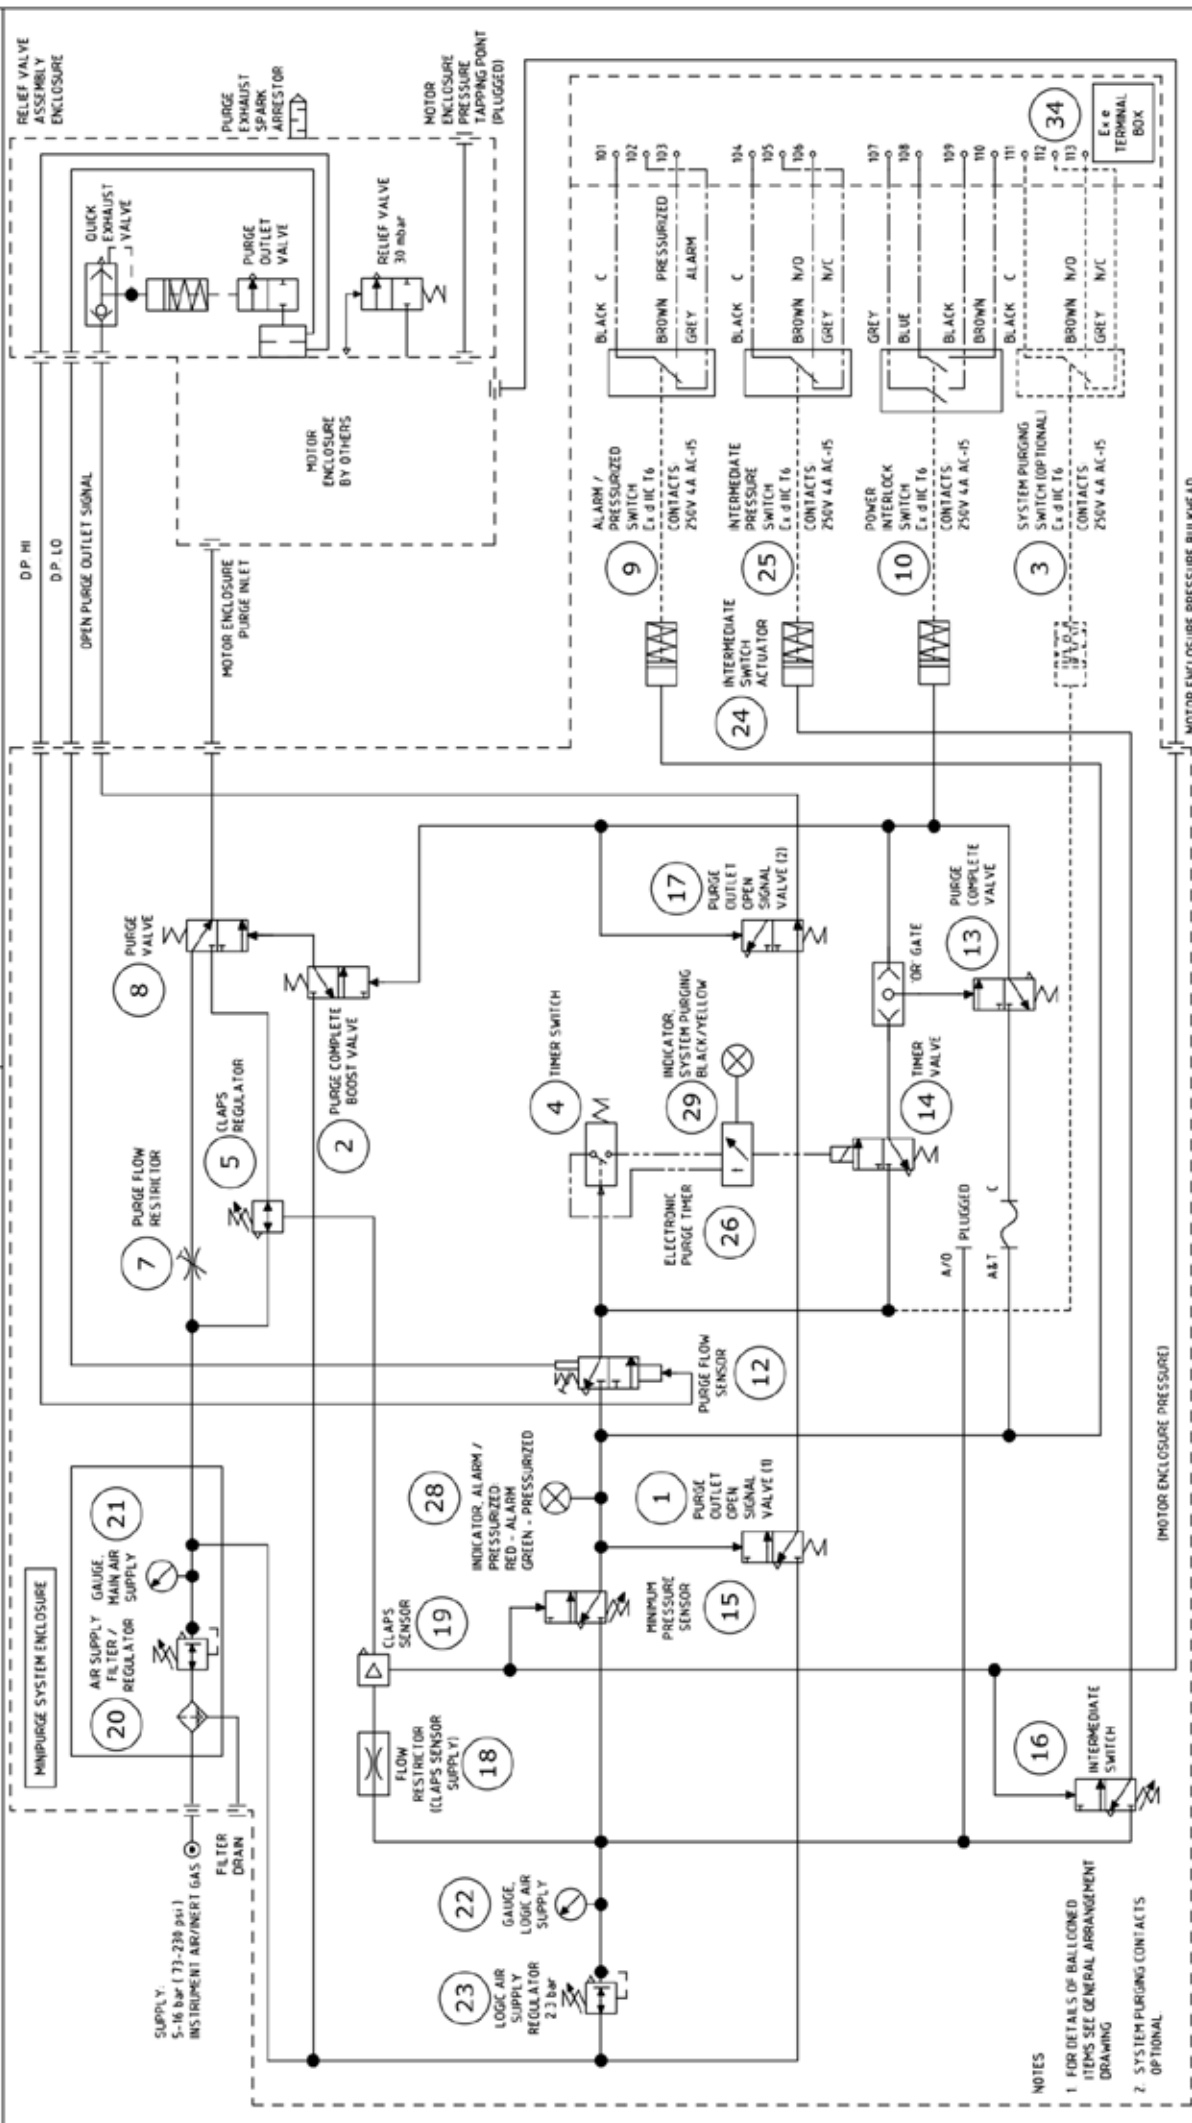 RELIEF VALVE
ASSEMBLY
ENCLOSURE
PURGE
EXHAUST
SPARK
ARRESTOR
MOTOR
ENCLOSURE
PRESSURE
TAPPING POINT
(PLUGGED)
QUICK
EXHAUST
VALVE
PURGE
OUTLET
VALVE
RELIEF VALVE
30 mbar
D.P. HI
D.P. LO
OPEN PURGE OUTLET SIGNAL
MOTOR ENCLOSURE
PURGE INLET
MOTOR
ENCLOSURE
BY OTHERS
101
102
103
104
105
106
107
108
109
110
111
112
113
34
Ex e
TERMINAL
BOX
BLACK C
BROWN PRESSURIZED
GREY ALARM
BLACK C
BROWN N/O
GREY N/C
GREY
BLUE
BLACK
BROWN
BLACK C
BROWN N/O
GREY N/C
ALARM /
PRESSURIZED
SWITCH
Ex d IIC T6
CONTACTS:
250V 4A AC-15
9
INTERMEDIATE
PRESSURE
SWITCH
Ex d IIC T6
CONTACTS:
250V 4A AC-15
25
POWER
INTERLOCK
SWITCH
Ex d IIC T6
CONTACTS
250V 4A AC-15
10
SYSTEM PURGING
SWITCH (OPTIONAL)
Ex d IIC T6
CONTACTS:
250V 4A AC-15
3
INTERMEDIATE
SWITCH
ACTUATOR
24
MOTOR ENCLOSURE PRESSURE BULKHEAD
8
PURGE
VALVE
CLAPS
REGULATOR
5
PURGE FLOW
RESTRICTOR
7
PURGE COMPLETE
BOOST VALVE
2
17
PURGE
OUTLET
OPEN
SIGNAL
VALVE (2)
PURGE
COMPLETE
VALVE
13
'OR' GATE
TIMER
VALVE
14
TIMER SWITCH
4
INDICATOR,
SYSTEM PURGING
BLACK/YELLOW
29
ELECTRONIC
PURGE TIMER
26
A/O PLUGGED
A&T C
PURGE FLOW
SENSOR
12
MINIPURGE SYSTEM ENCLOSURE
21
GAUGE,
MAIN AIR
SUPPLY
AIR SUPPLY
FILTER /
REGULATOR
20
28
INDICATOR, ALARM /
PRESSURIZED:
RED - ALARM
GREEN - PRESSURIZED
1
PURGE
OUTLET
OPEN
SIGNAL
VALVE (1)
MINIMUM
PRESSURE
SENSOR
15
CLAPS
SENSOR
19
FLOW
RESTRICTOR
(CLAPS SENSOR
SUPPLY)
18
(MOTOR ENCLOSURE PRESSURE)
16
INTERMEDIATE
SWITCH
SUPPLY:
5-16 bar ( 73-230 psi )
INSTRUMENT AIR/INERT GAS
FILTER
DRAIN
22
GAUGE,
LOGIC AIR
SUPPLY
23
LOGIC AIR
SUPPLY
REGULATOR
2.3 bar
NOTES
1 FOR DETAILS OF BALLOONED
ITEMS SEE GENERAL ARRANGEMENT
DRAWING
2. SYSTEM PURGING CONTACTS
OPTIONAL.